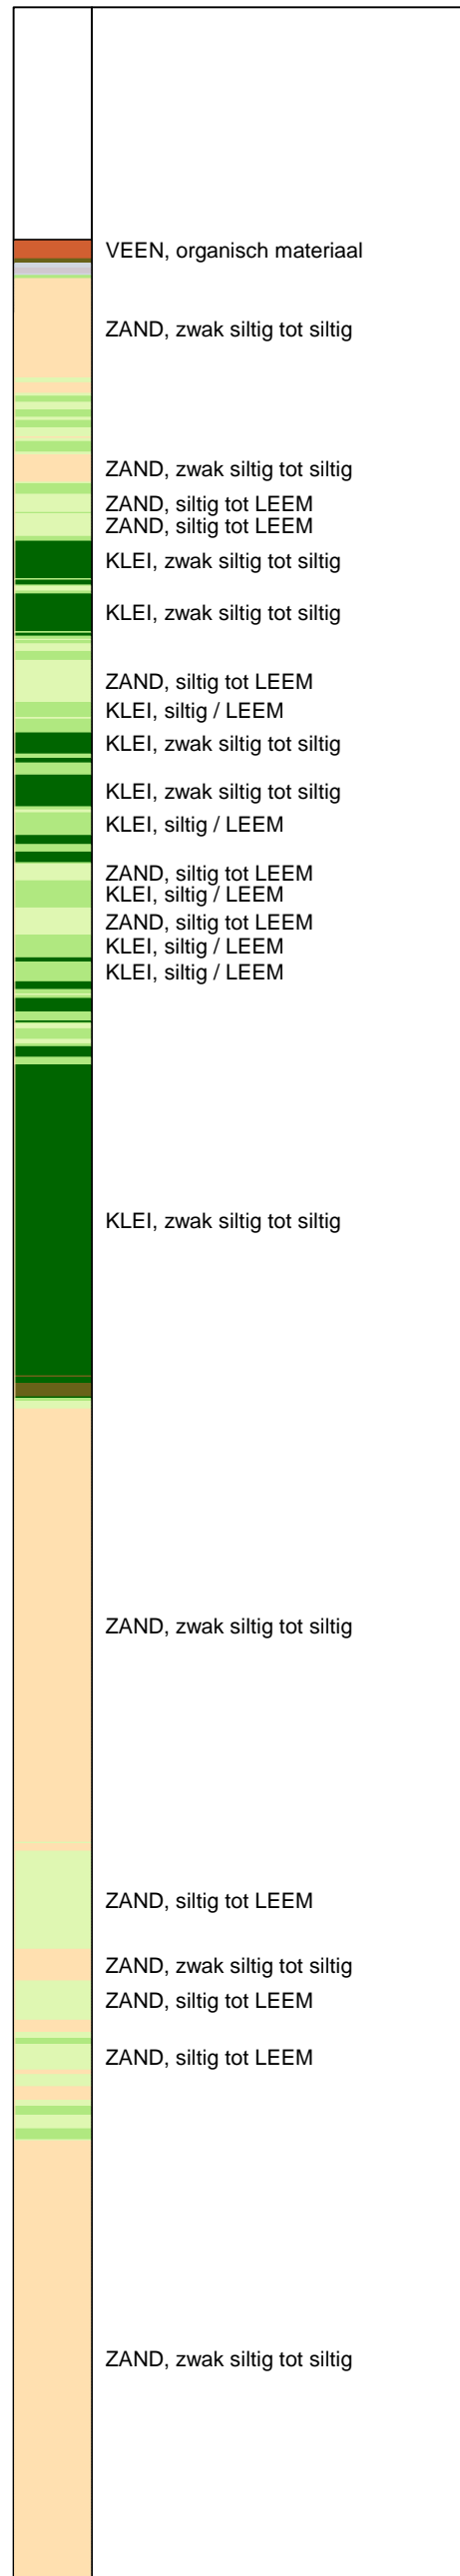 VEEN, organisch materiaal
ZAND, zwak siltig tot siltig
ZAND, zwak siltig tot siltig
ZAND, siltig tot LEEM
ZAND, siltig tot LEEM
KLEI, zwak siltig tot siltig
KLEI, zwak siltig tot siltig
ZAND, siltig tot LEEM
KLEI, siltig / LEEM
KLEI, zwak siltig tot siltig
KLEI, zwak siltig tot siltig
KLEI, siltig / LEEM
ZAND, siltig tot LEEM
KLEI, siltig / LEEM
ZAND, siltig tot LEEM
KLEI, siltig / LEEM
KLEI, siltig / LEEM
KLEI, zwak siltig tot siltig
ZAND, zwak siltig tot siltig
ZAND, siltig tot LEEM
ZAND, zwak siltig tot siltig
ZAND, siltig tot LEEM
ZAND, siltig tot LEEM
ZAND, zwak siltig tot siltig